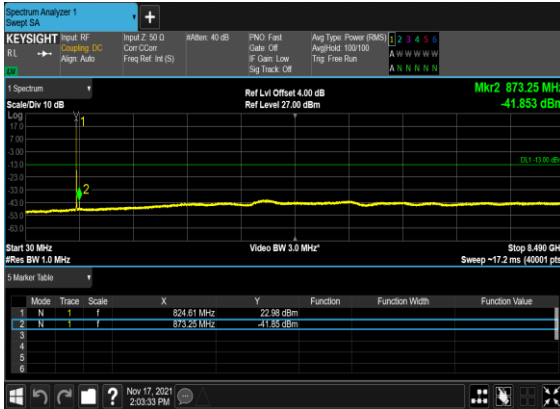 Spectrum Analyzer 1
Swept SA
+
KEYSIGHT Input: RF Input Z: 50 Ω #Atten: 40 dB PNO: Fast Avg Type: Power (RMS) 1 2 3 4 5 6
RL Coupling: DC Corr CCorr Gate: Off Avg|Hold: 100/100 A W W W W W
Align: Auto Freq Ref: Int (S) IF Gain: Low Trig: Free Run
Sig Track: Off A N N N N N
1 Spectrum Ref Lvl Offset 4.00 dB Mkr2 873.25 MHz
Scale/Div 10 dB Ref Level 27.00 dBm -41.853 dBm
Log
17.0
7.00
-3.00
-13.0 DL1 -13.00 dBm
-23.0
-33.0
-43.0
-53.0
-63.0
1
2
Start 30 MHz Video BW 3.0 MHz* Stop 8.490 GHz
#Res BW 1.0 MHz Sweep ~17.2 ms (40001 pts)
5 Marker Table
Mode Trace Scale X Y Function Function Width Function Value
1 N 1 f 824.61 MHz 22.98 dBm
2 N 1 f 873.25 MHz -41.85 dBm
3
4
5
6
? Nov 17, 2021
2:03:33 PM